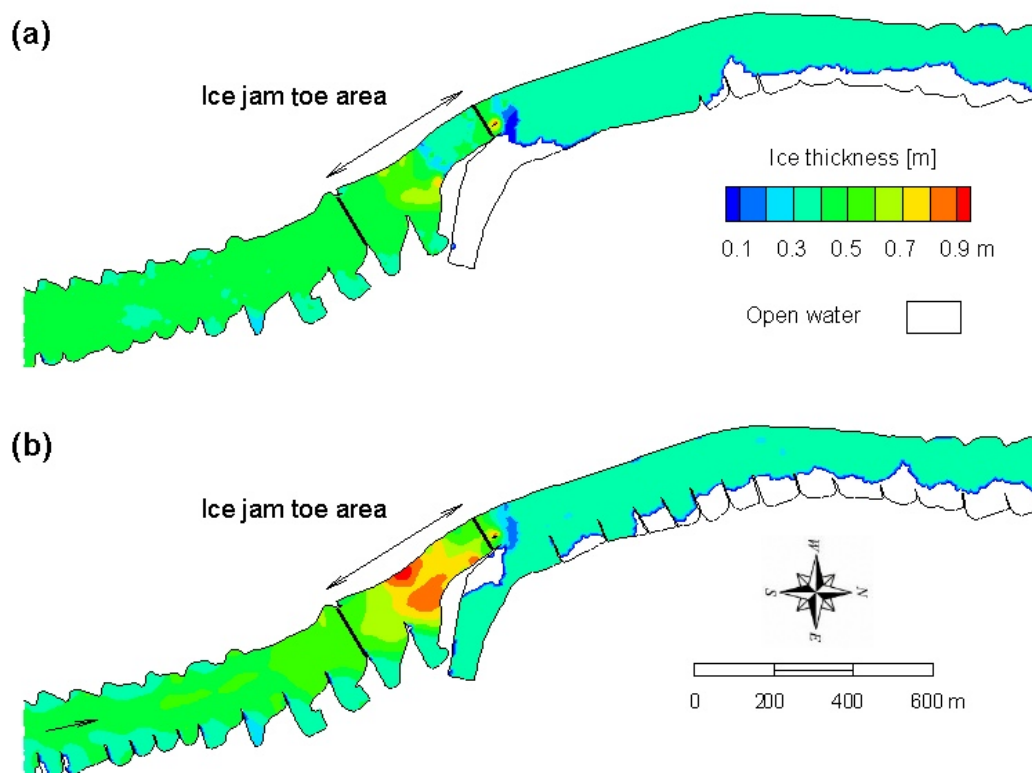 (a)
Ice jam toe area
Ice thickness [m]
0.1 0.3 0.5 0.7 0.9 m
Open water
(b)
Ice jam toe area
W
S N
E
0 200 400 600 m